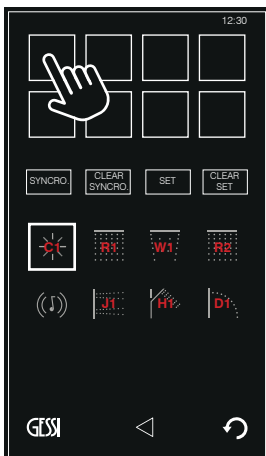 12:30
SYNCRO. CLEAR SYNCRO. SET CLEAR SET
C1 R1 W1 R2
J1 H1 D1
GESSI